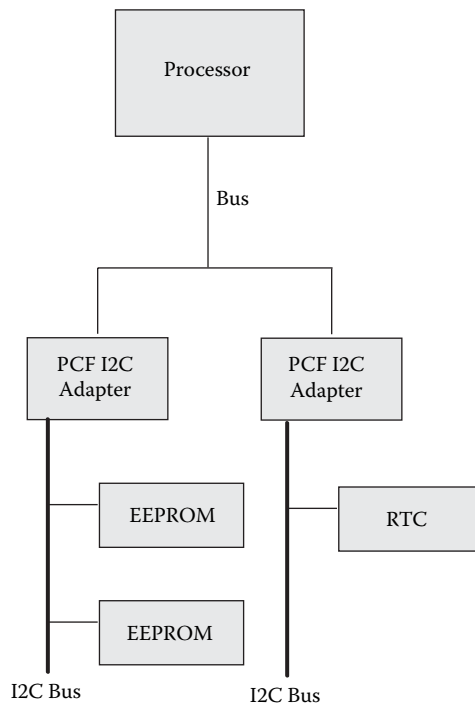 Processor
Bus
PCF I2C
Adapter
PCF I2C
Adapter
EEPROM
RTC
EEPROM
I2C Bus
I2C Bus